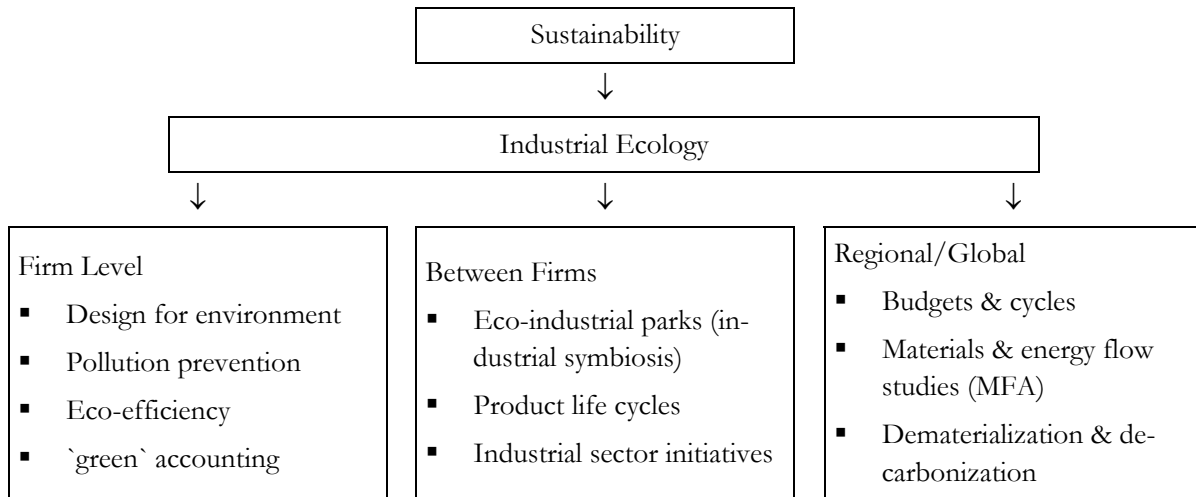 Sustainability
↓
Industrial Ecology
↓ ↓ ↓
Firm Level
▪ Design for environment
▪ Pollution prevention
▪ Eco-efficiency
▪ `green` accounting
Between Firms
▪ Eco-industrial parks (in-
dustrial symbiosis)
▪ Product life cycles
▪ Industrial sector initiatives
Regional/Global
▪ Budgets & cycles
▪ Materials & energy flow
studies (MFA)
▪ Dematerialization & de-
carbonization